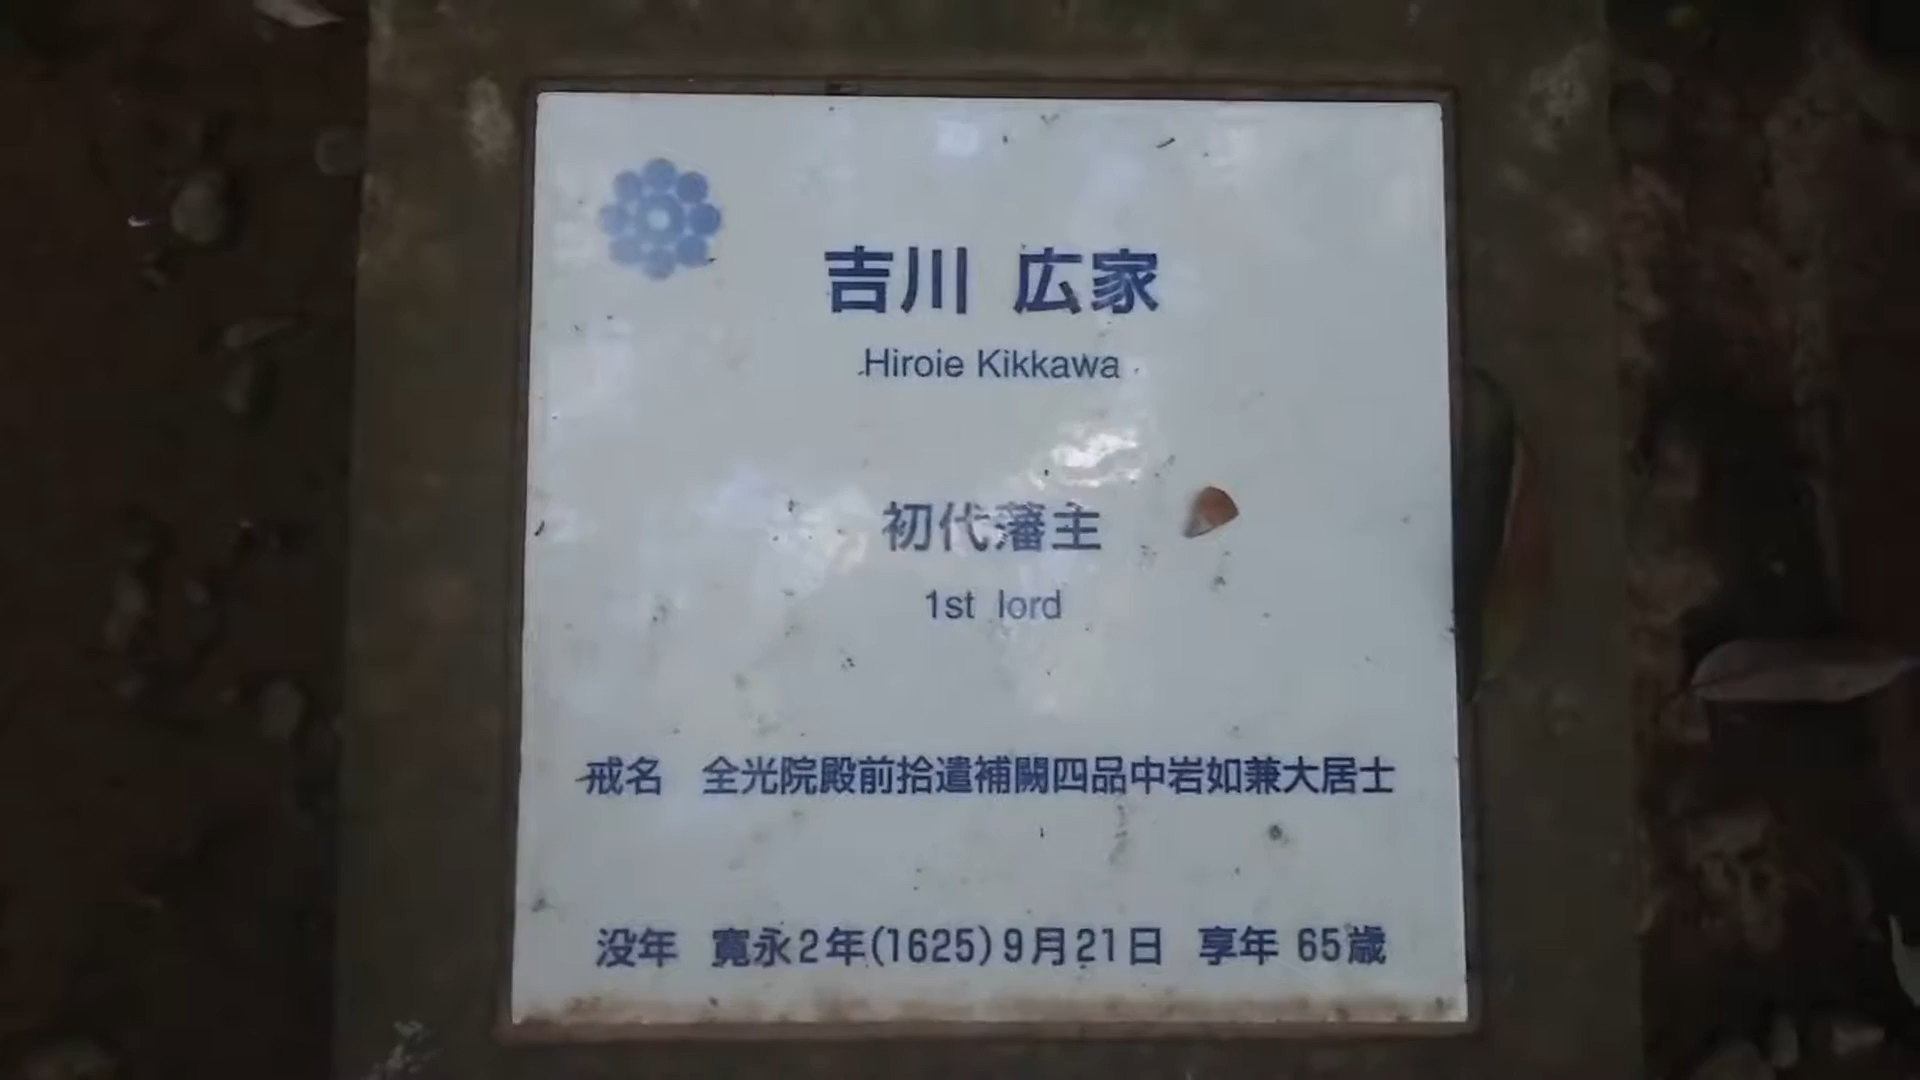 吉川 広家
Hiroie Kikkawa
初代藩主
1st lord
戒名 全光院殿前拾遺補闕四品中岩如兼大居士
没年 寛永2年(1625)9月21日 享年 65歳